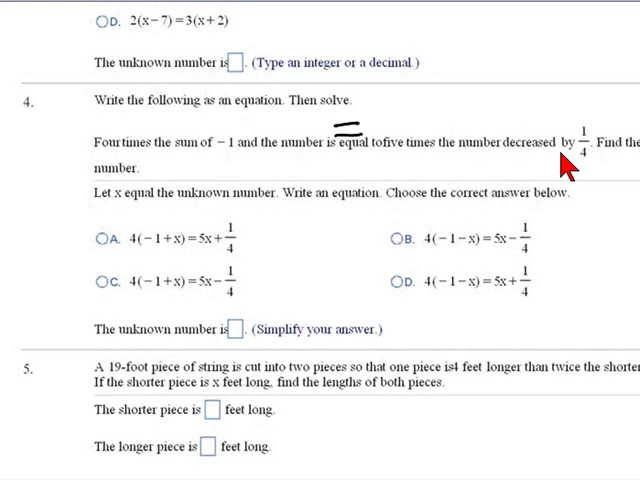 D. 2(x−7)=3(x+2)
The unknown number is . (Type an integer or a decimal.)
4. Write the following as an equation. Then solve.
Four times the sum of −1 and the number is equal to five times the number decreased by 1/4. Find the
number.
Let x equal the unknown number. Write an equation. Choose the correct answer below.
A. 4(−1+x)=5x+1/4 B. 4(−1−x)=5x−1/4
C. 4(−1+x)=5x−1/4 D. 4(−1−x)=5x+1/4
The unknown number is . (Simplify your answer.)
5. A 19-foot piece of string is cut into two pieces so that one piece is 4 feet longer than twice the shorter
If the shorter piece is x feet long, find the lengths of both pieces.
The shorter piece is feet long.
The longer piece is feet long.